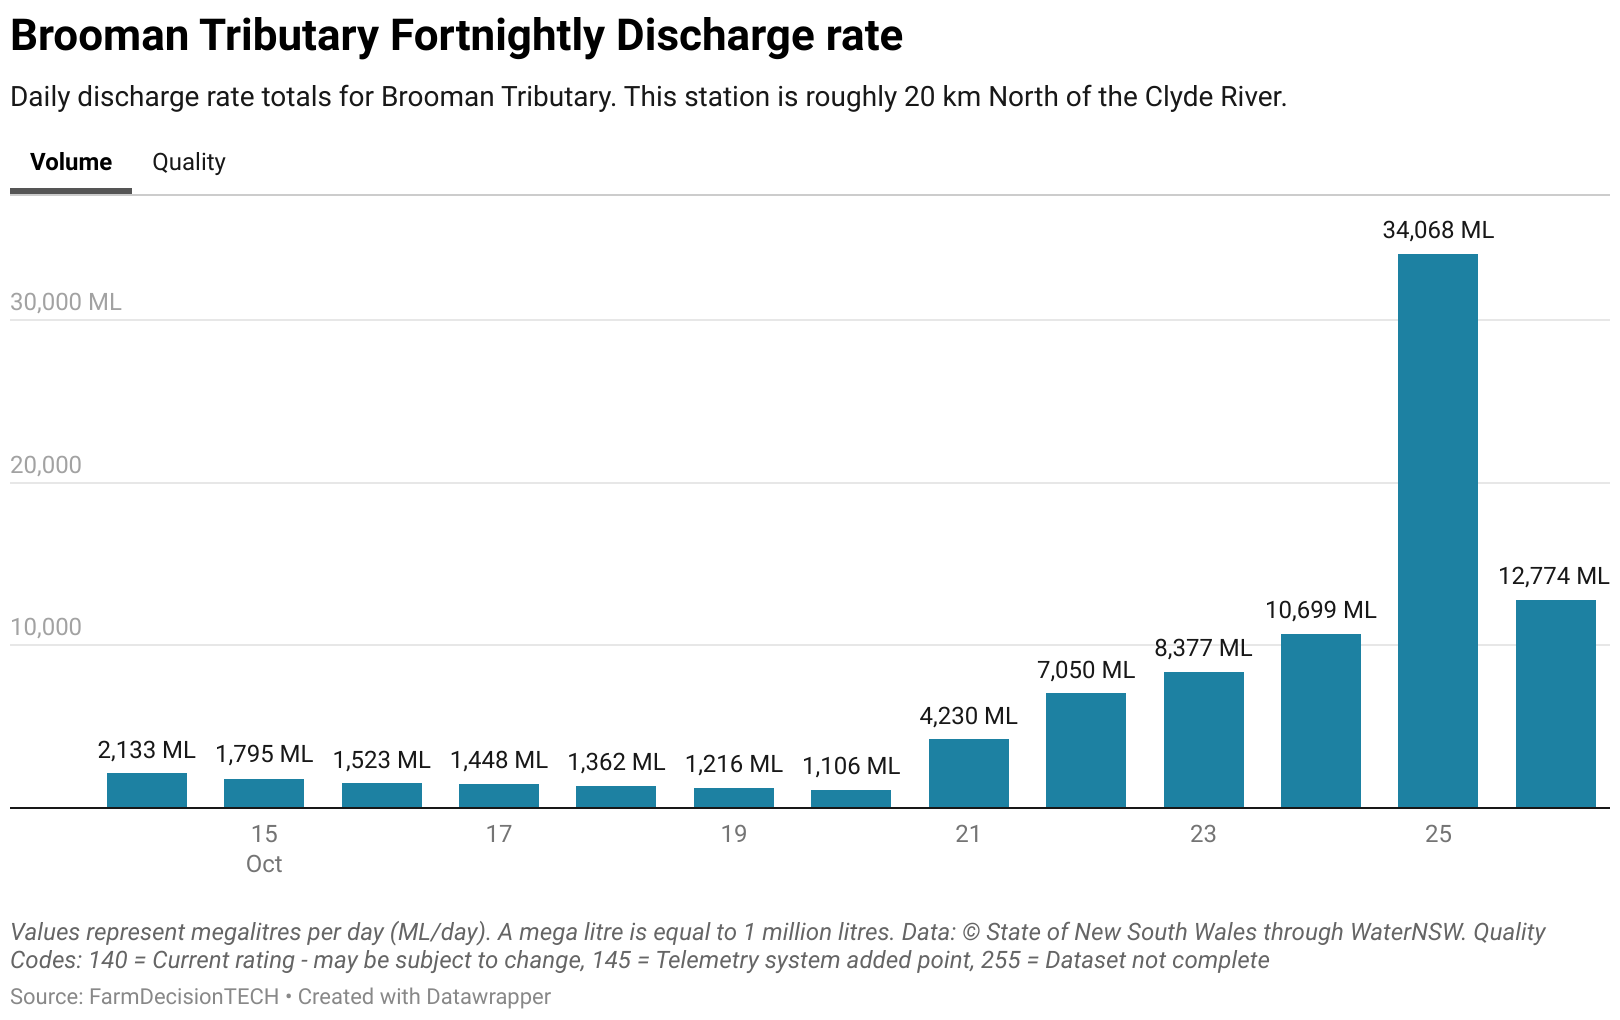 Brooman Tributary Fortnightly Discharge rate
Daily discharge rate totals for Brooman Tributary. This station is roughly 20 km North of the Clyde River.
Volume Quality
34,068 ML
30,000 ML
20,000
12,774 ML
10,699 ML
10,000
8,377 ML
7,050 ML
4,230 ML
2,133 ML 1,795 ML 1,523 ML 1,448 ML 1,362 ML 1,216 ML 1,106 ML
15 17 19 21 23 25
Oct
Values represent megalitres per day (ML/day). A mega litre is equal to 1 million litres. Data: © State of New South Wales through WaterNSW. Quality
Codes: 140 = Current rating - may be subject to change, 145 = Telemetry system added point, 255 = Dataset not complete
Source: FarmDecisionTECH • Created with Datawrapper